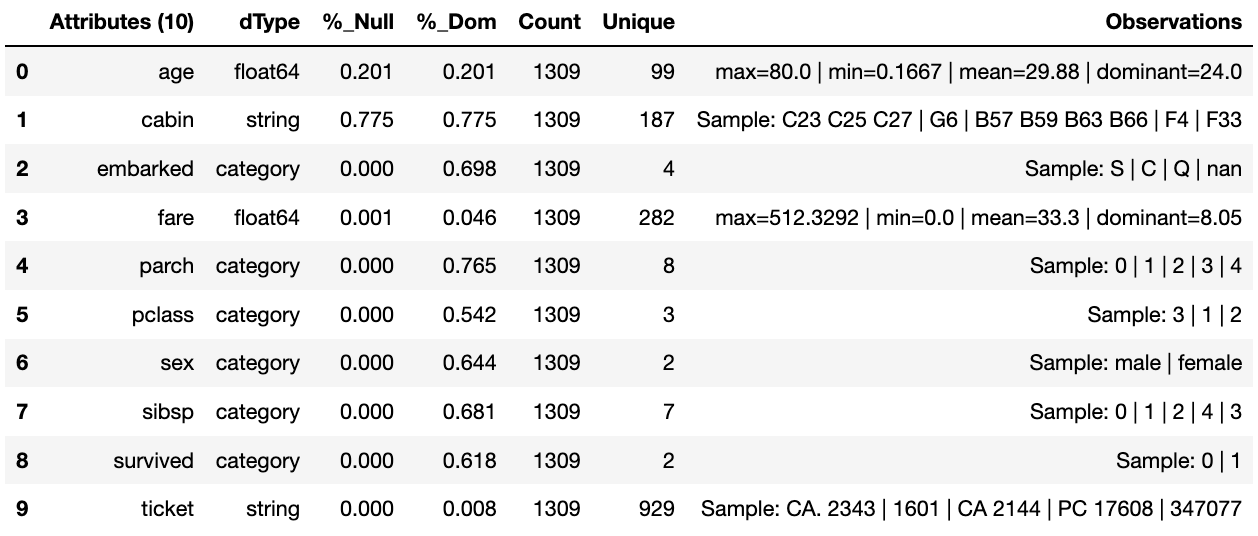 Attributes (10) dType %_Null %_Dom Count Unique Observations
0 age float64 0.201 0.201 1309 99 max=80.0 | min=0.1667 | mean=29.88 | dominant=24.0
1 cabin string 0.775 0.775 1309 187 Sample: C23 C25 C27 | G6 | B57 B59 B63 B66 | F4 | F33
2 embarked category 0.000 0.698 1309 4 Sample: S | C | Q | nan
3 fare float64 0.001 0.046 1309 282 max=512.3292 | min=0.0 | mean=33.3 | dominant=8.05
4 parch category 0.000 0.765 1309 8 Sample: 0 | 1 | 2 | 3 | 4
5 pclass category 0.000 0.542 1309 3 Sample: 3 | 1 | 2
6 sex category 0.000 0.644 1309 2 Sample: male | female
7 sibsp category 0.000 0.681 1309 7 Sample: 0 | 1 | 2 | 4 | 3
8 survived category 0.000 0.618 1309 2 Sample: 0 | 1
9 ticket string 0.000 0.008 1309 929 Sample: CA. 2343 | 1601 | CA 2144 | PC 17608 | 347077